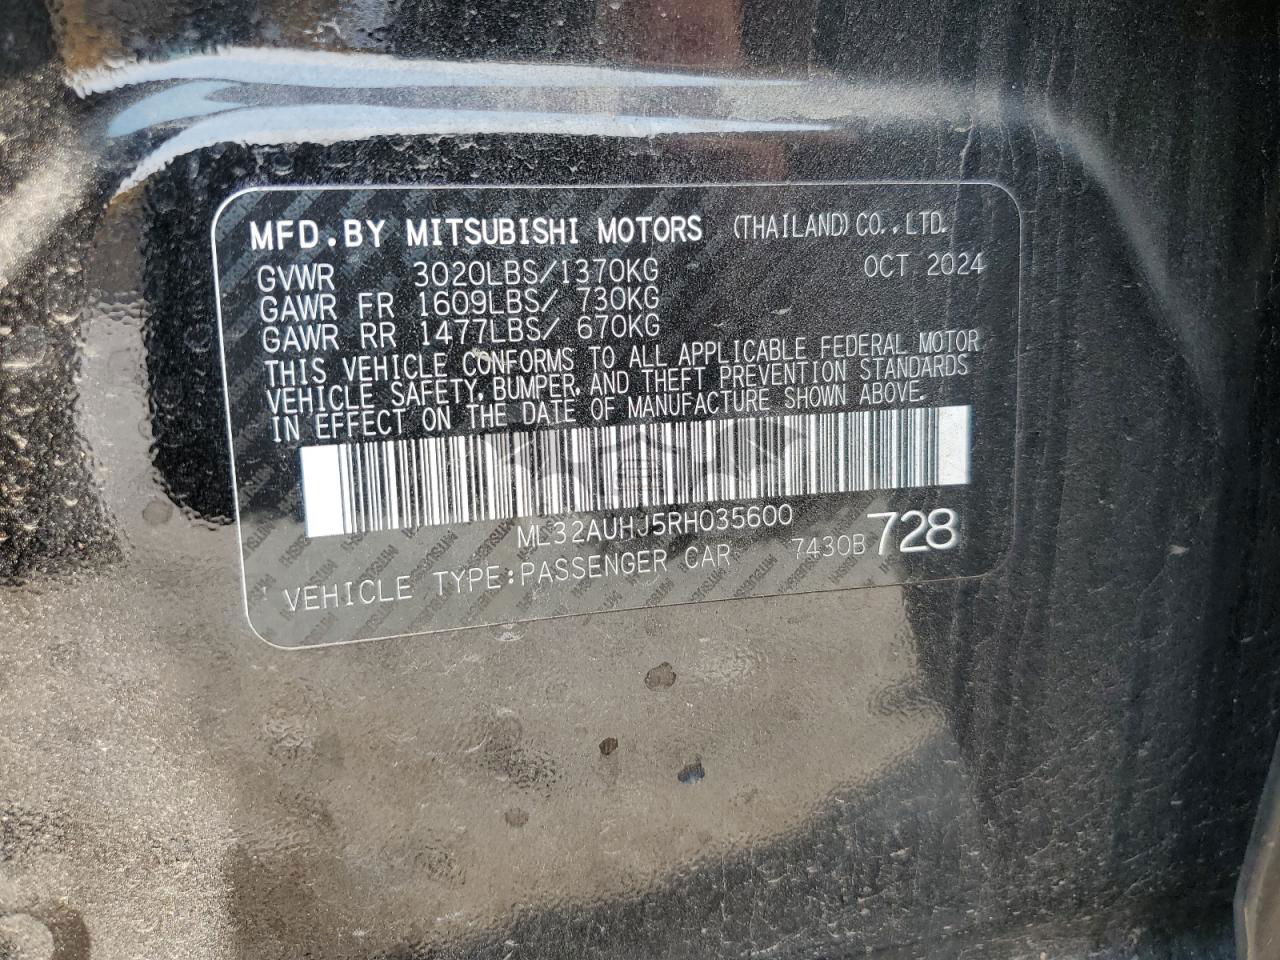 MFD.BY MITSUBISHI MOTORS (THAILAND) CO.,LTD.
GVWR 3020LBS/1370KG OCT 2024
GAWR FR 1609LBS/ 730KG
GAWR RR 1477LBS/ 670KG
THIS VEHICLE CONFORMS TO ALL APPLICABLE FEDERAL MOTOR
VEHICLE SAFETY, BUMPER, AND THEFT PREVENTION STANDARDS
IN EFFECT ON THE DATE OF MANUFACTURE SHOWN ABOVE.
ML32AUHJ5RH035600
VEHICLE TYPE:PASSENGER CAR 7430B 728